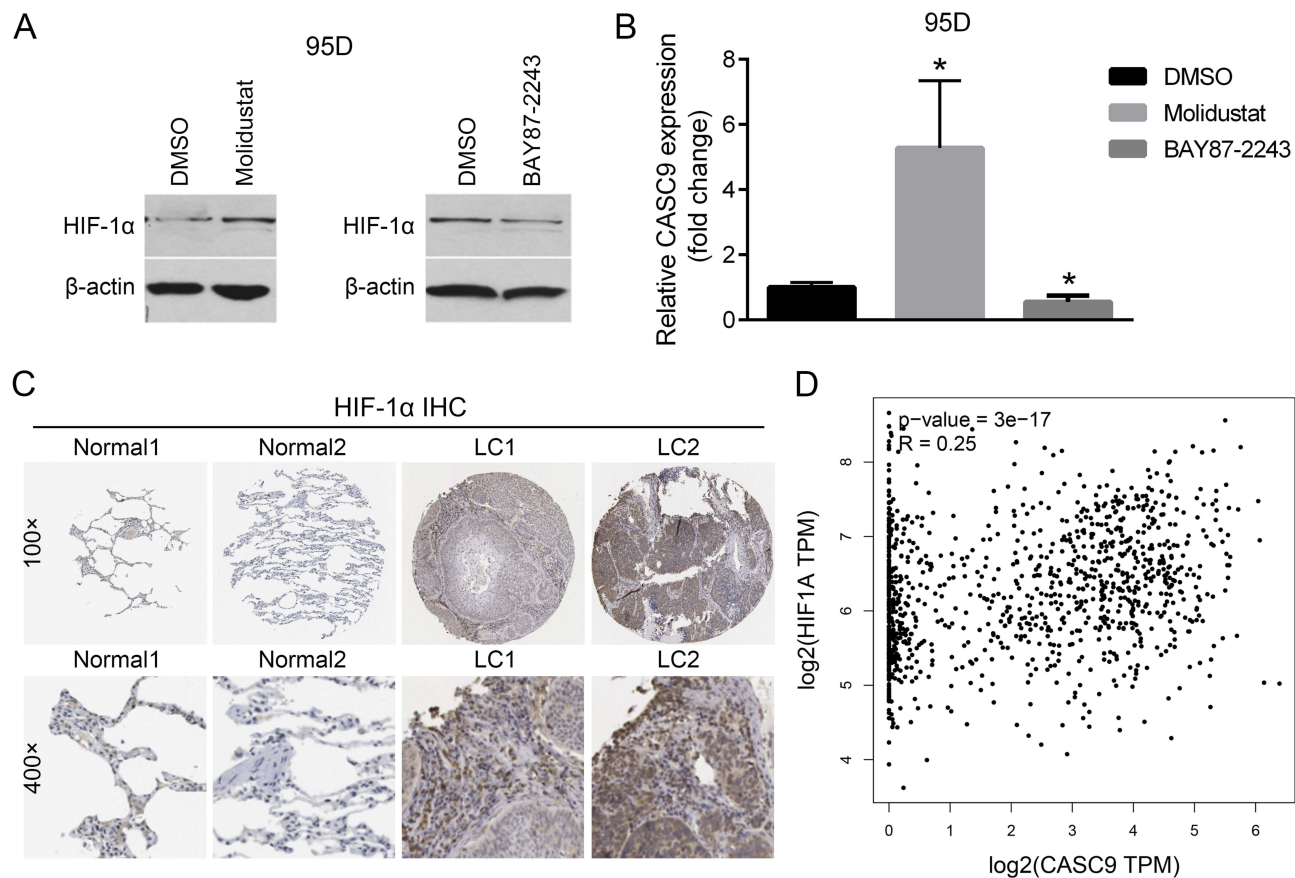 A
95D
DMSO
Molidustat
DMSO
BAY87-2243
HIF-1α
β-actin
HIF-1α
β-actin
B
95D
Relative CASC9 expression
(fold change)
8
6
4
2
0
*
*
DMSO
Molidustat
BAY87-2243
C
HIF-1α IHC
Normal1 Normal2 LC1 LC2
100×
Normal1 Normal2 LC1 LC2
400×
D
p-value = 3e-17
R = 0.25
log2(HIF1A TPM)
8
7
6
5
4
0 1 2 3 4 5 6
log2(CASC9 TPM)